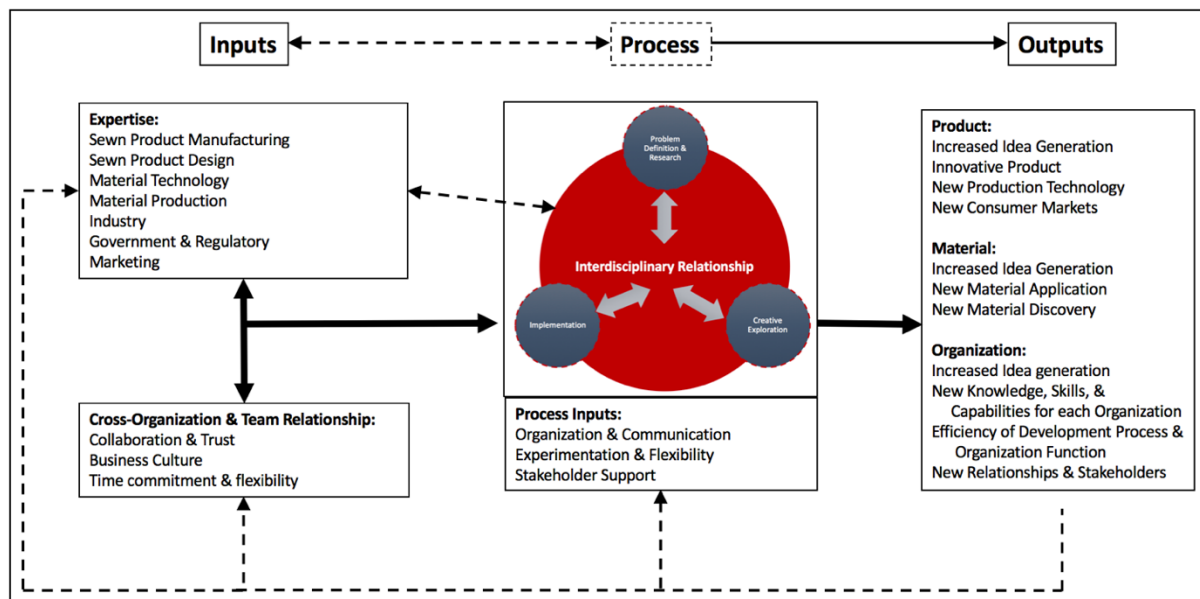 Inputs
Process
Outputs
Expertise:
Sewn Product Manufacturing
Sewn Product Design
Material Technology
Material Production
Industry
Government & Regulatory
Marketing
Cross-Organization & Team Relationship:
Collaboration & Trust
Business Culture
Time commitment & flexibility
Problem
Definition &
Research
Interdisciplinary Relationship
Implementation
Creative
Exploration
Process Inputs:
Organization & Communication
Experimentation & Flexibility
Stakeholder Support
Product:
Increased Idea Generation
Innovative Product
New Production Technology
New Consumer Markets
Material:
Increased Idea Generation
New Material Application
New Material Discovery
Organization:
Increased Idea generation
New Knowledge, Skills, &
Capabilities for each Organization
Efficiency of Development Process &
Organization Function
New Relationships & Stakeholders